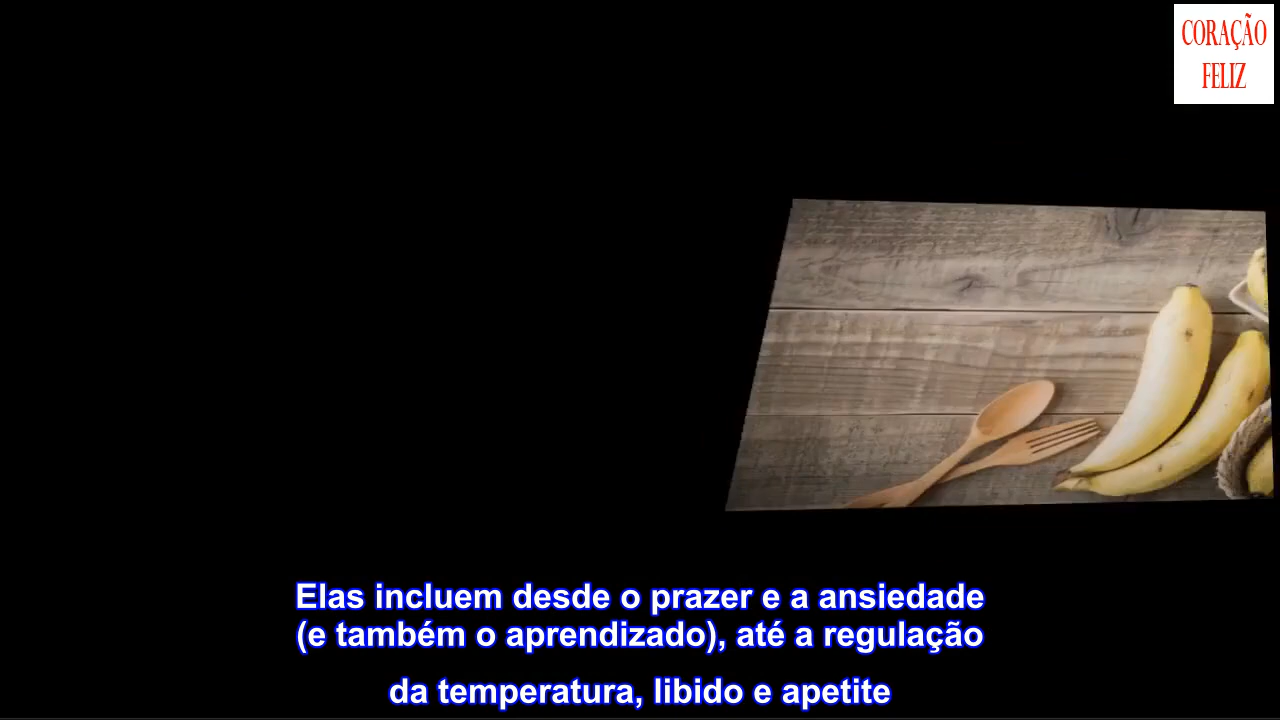 CORAÇÃO
FELIZ
Elas incluem desde o prazer e a ansiedade
(e também o aprendizado), até a regulação
da temperatura, libido e apetite